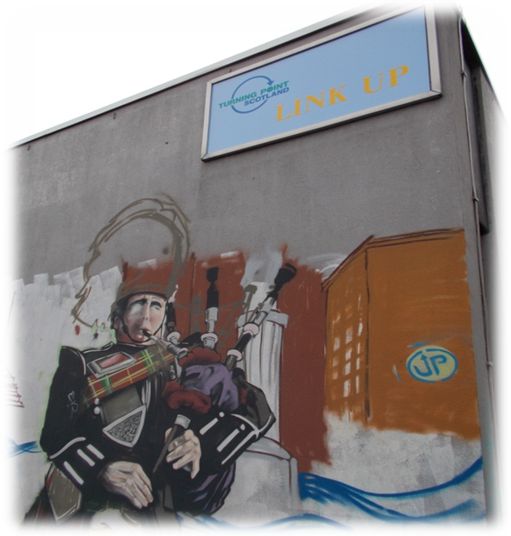 TURNING POINT
SCOTLAND
LINK UP
JP